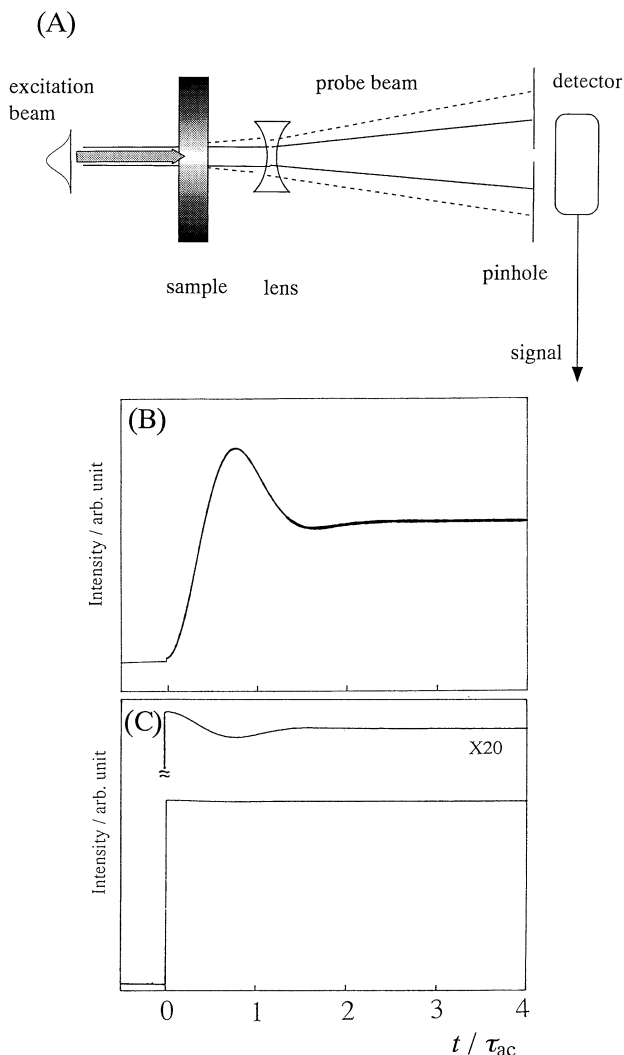 (A)
excitation
beam
probe beam
detector
sample
lens
pinhole
signal
(B)
Intensity / arb. unit
(C)
X20
≈
Intensity / arb. unit
0
1
2
3
4
t / τac